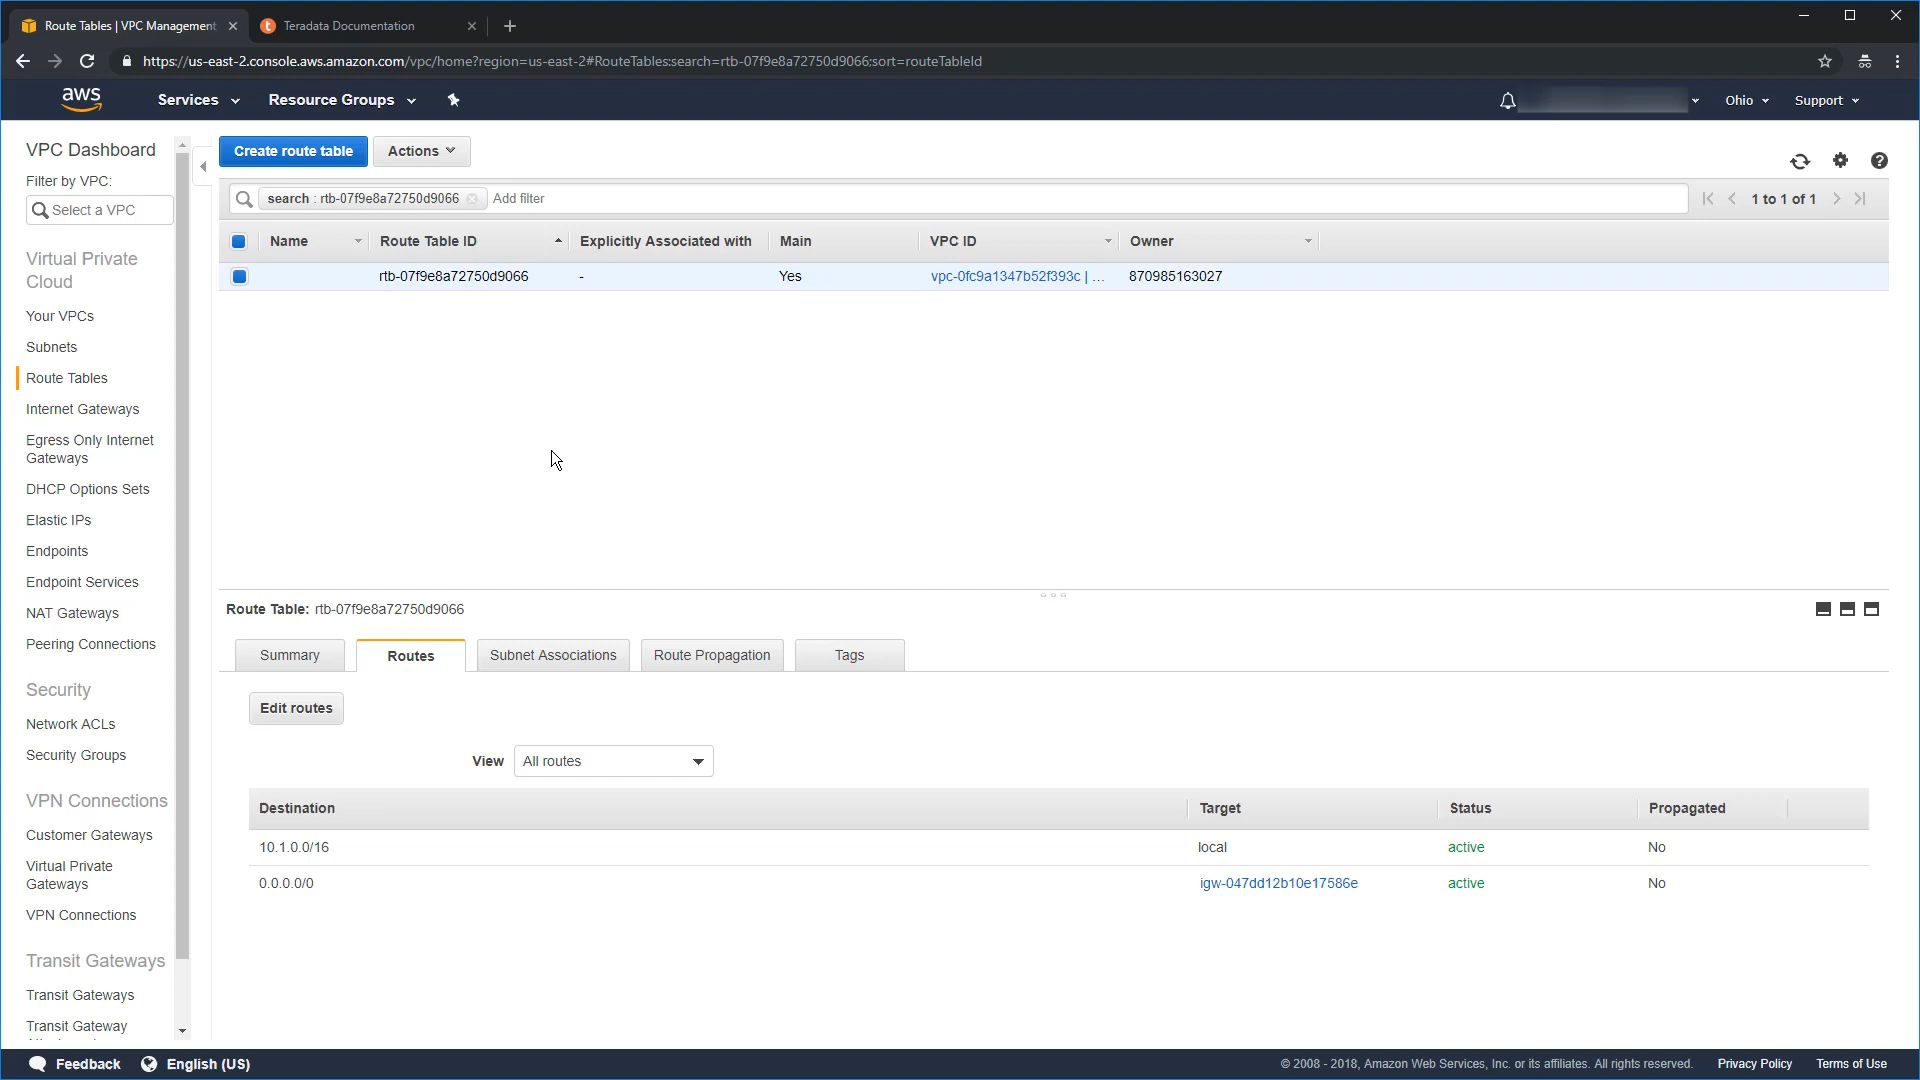 Route Tables | VPC Management
Teradata Documentation
https://us-east-2.console.aws.amazon.com/vpc/home?region=us-east-2#RouteTables:search=rtb-07f9e8a72750d9066;sort=routeTableId
aws
Services
Resource Groups
Ohio
Support
VPC Dashboard
Filter by VPC:
Select a VPC
Virtual Private
Cloud
Your VPCs
Subnets
Route Tables
Internet Gateways
Egress Only Internet
Gateways
DHCP Options Sets
Elastic IPs
Endpoints
Endpoint Services
NAT Gateways
Peering Connections
Security
Network ACLs
Security Groups
VPN Connections
Customer Gateways
Virtual Private
Gateways
VPN Connections
Transit Gateways
Transit Gateways
Transit Gateway
Create route table
Actions
search : rtb-07f9e8a72750d9066
Add filter
1 to 1 of 1
Name Route Table ID Explicitly Associated with Main VPC ID Owner
rtb-07f9e8a72750d9066 - Yes vpc-0fc9a1347b52f393c | ... 870985163027
Route Table: rtb-07f9e8a72750d9066
Summary Routes Subnet Associations Route Propagation Tags
Edit routes
View All routes
Destination Target Status Propagated
10.1.0.0/16 local active No
0.0.0.0/0 igw-047dd12b10e17586e active No
Feedback
English (US)
© 2008 - 2018, Amazon Web Services, Inc. or its affiliates. All rights reserved.
Privacy Policy
Terms of Use